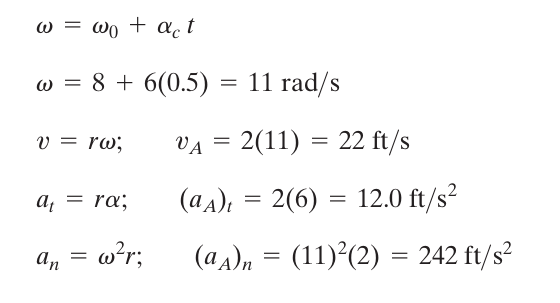 ω = ω₀ + α꜀ t
ω = 8 + 6(0.5) = 11 rad/s
v = rω; v_A = 2(11) = 22 ft/s
a_t = rα; (a_A)_t = 2(6) = 12.0 ft/s²
a_n = ω²r; (a_A)_n = (11)²(2) = 242 ft/s²